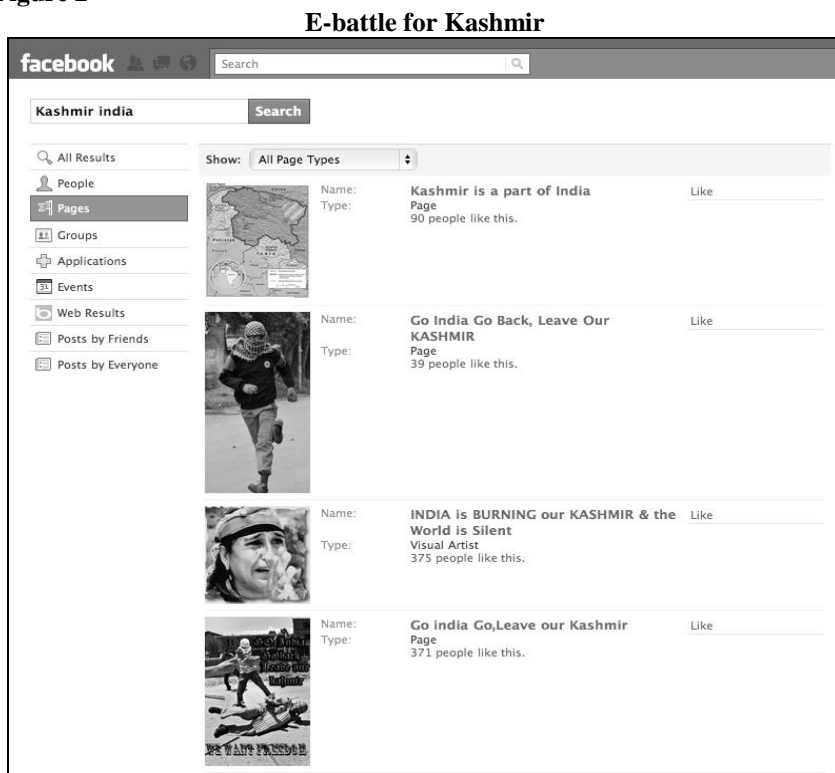 E-battle for Kashmir
facebook
Search
Kashmir india
Search
All Results
People
Pages
Groups
Applications
31 Events
Web Results
Posts by Friends
Posts by Everyone
Show: All Page Types
Name: Kashmir is a part of India Like
Type: Page
90 people like this.
Name: Go India Go Back, Leave Our
KASHMIR Like
Type: Page
39 people like this.
Name: INDIA is BURNING our KASHMIR & the
World is Silent Like
Type: Visual Artist
375 people like this.
Name: Go india Go,Leave our Kashmir Like
Type: Page
371 people like this.
WE WANT FREEDOM